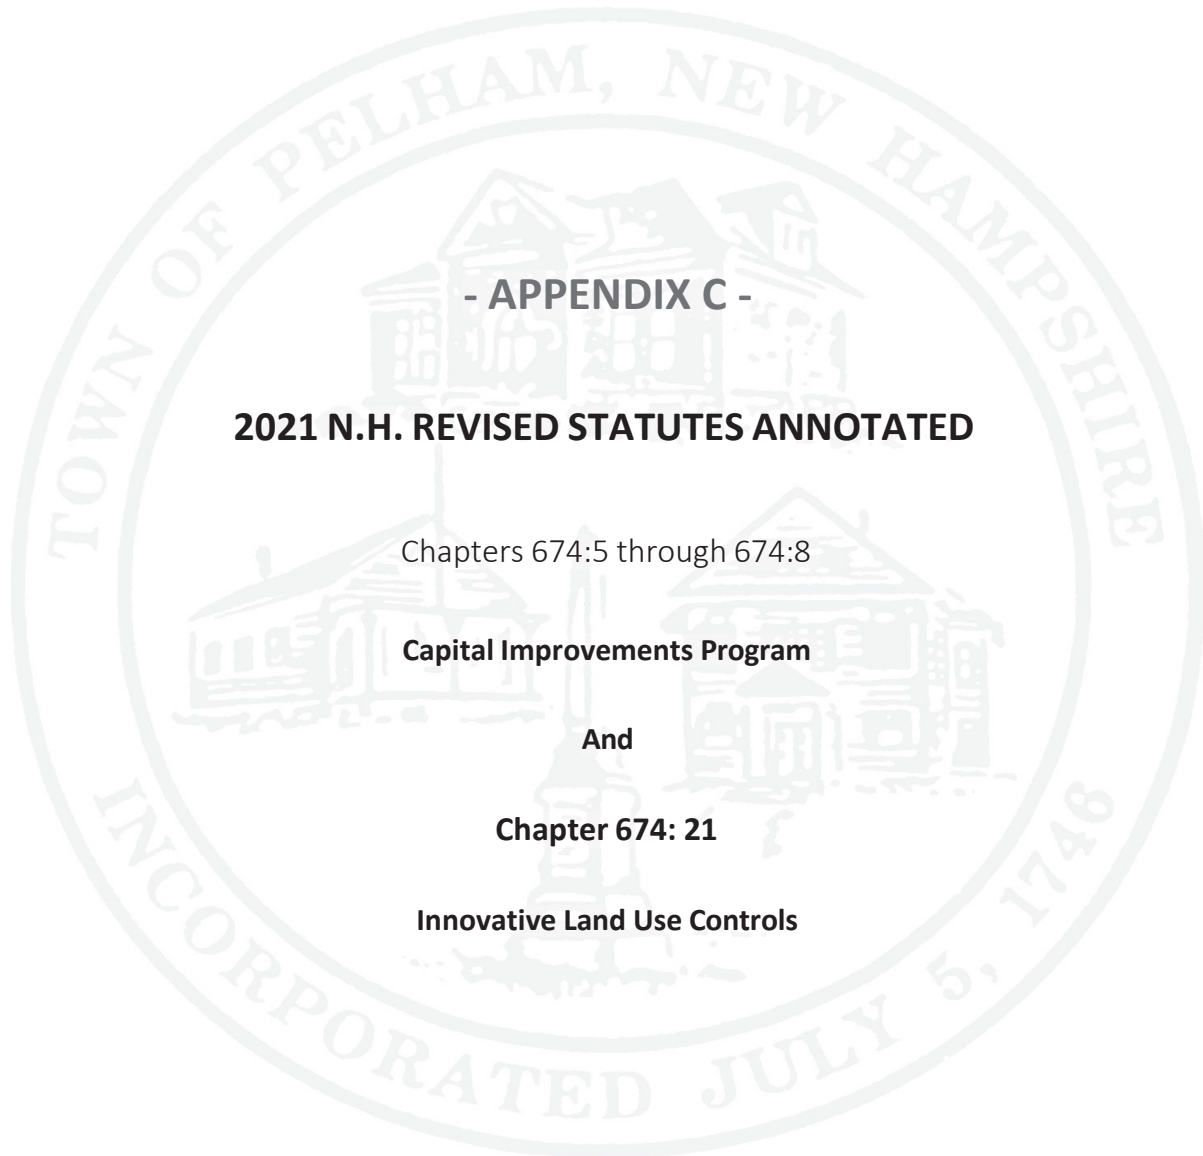 TOWN OF PELHAM, NEW HAMPSHIRE
- APPENDIX C -
2021 N.H. REVISED STATUTES ANNOTATED
Chapters 674:5 through 674:8
Capital Improvements Program
And
Chapter 674: 21
Innovative Land Use Controls
INCORPORATED JULY 5, 1746